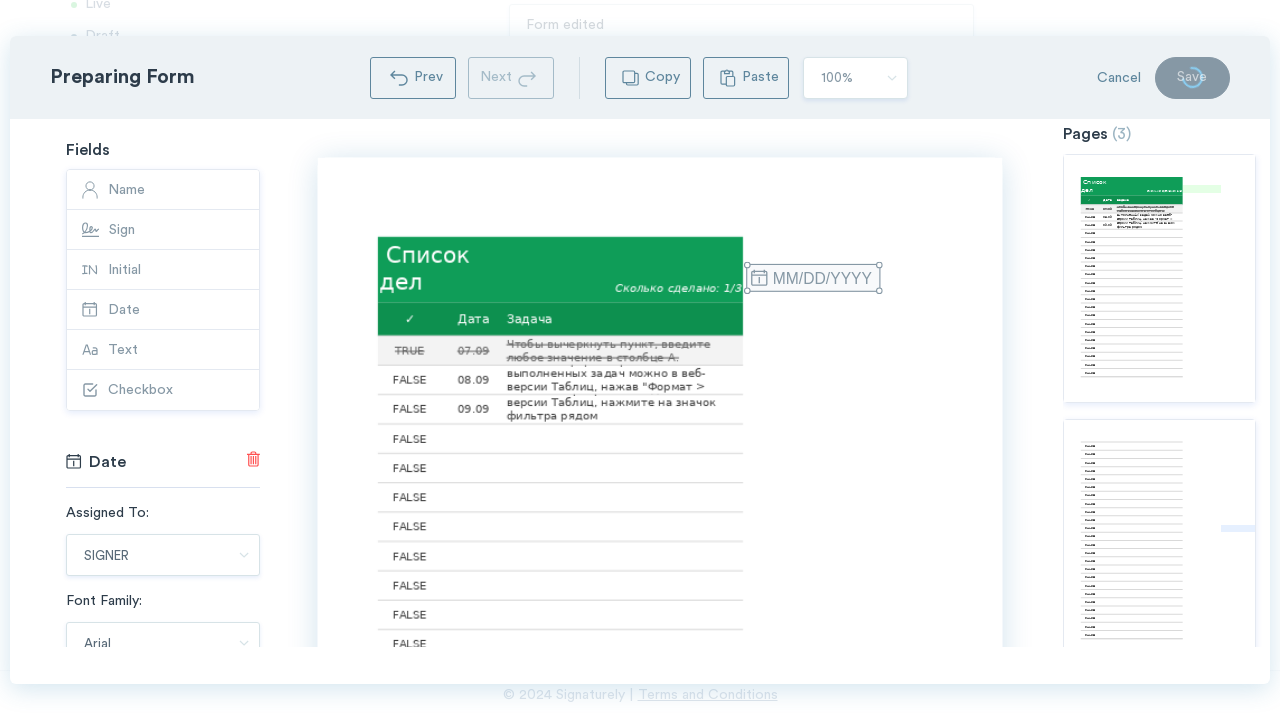 Live
Form edited
Draft
Preparing Form
Prev
Next
Copy
Paste
100%
Cancel
Save
Fields
Name
Sign
IN Initial
Date
Aa Text
Checkbox
Date
Assigned To:
SIGNER
Font Family:
Arial
Список
дел
Сколько сделано: 1/3
MM/DD/YYYY
✓ Дата Задача
TRUE 07.09 Чтобы вычеркнуть пункт, введите
любое значение в столбце A.
выполненных задач можно в веб-
FALSE 08.09 версии Таблиц, нажав "Формат >
версии Таблиц, нажмите на значок
FALSE 09.09 фильтра рядом
FALSE
FALSE
FALSE
FALSE
FALSE
FALSE
FALSE
FALSE
Pages (3)
Список
дел
© 2024 Signaturely | Terms and Conditions